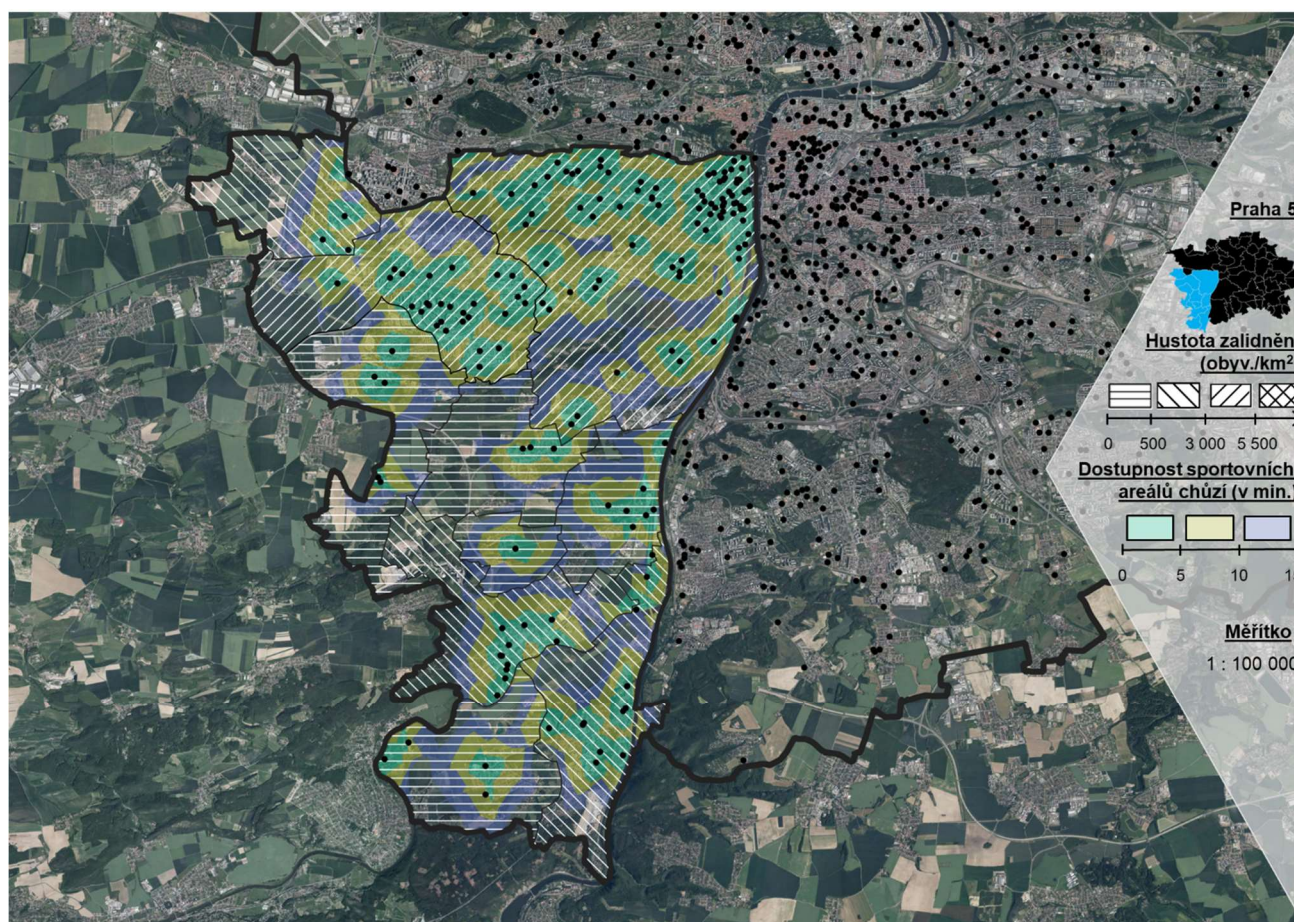 Praha 5
Hustota zalidněn
(obyv./km²
0 500 3 000 5 500
Dostupnost sportovních
areálů chůzí (v min.)
0 5 10 15
Měřítko
1 : 100 000